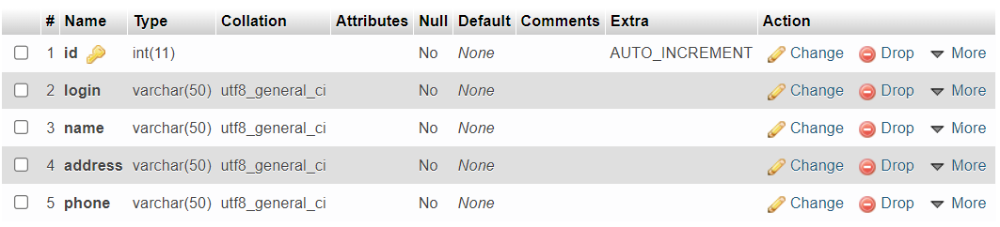 # Name Type Collation Attributes Null Default Comments Extra Action
1 id int(11) No None AUTO_INCREMENT Change Drop More
2 login varchar(50) utf8_general_ci No None Change Drop More
3 name varchar(50) utf8_general_ci No None Change Drop More
4 address varchar(50) utf8_general_ci No None Change Drop More
5 phone varchar(50) utf8_general_ci No None Change Drop More